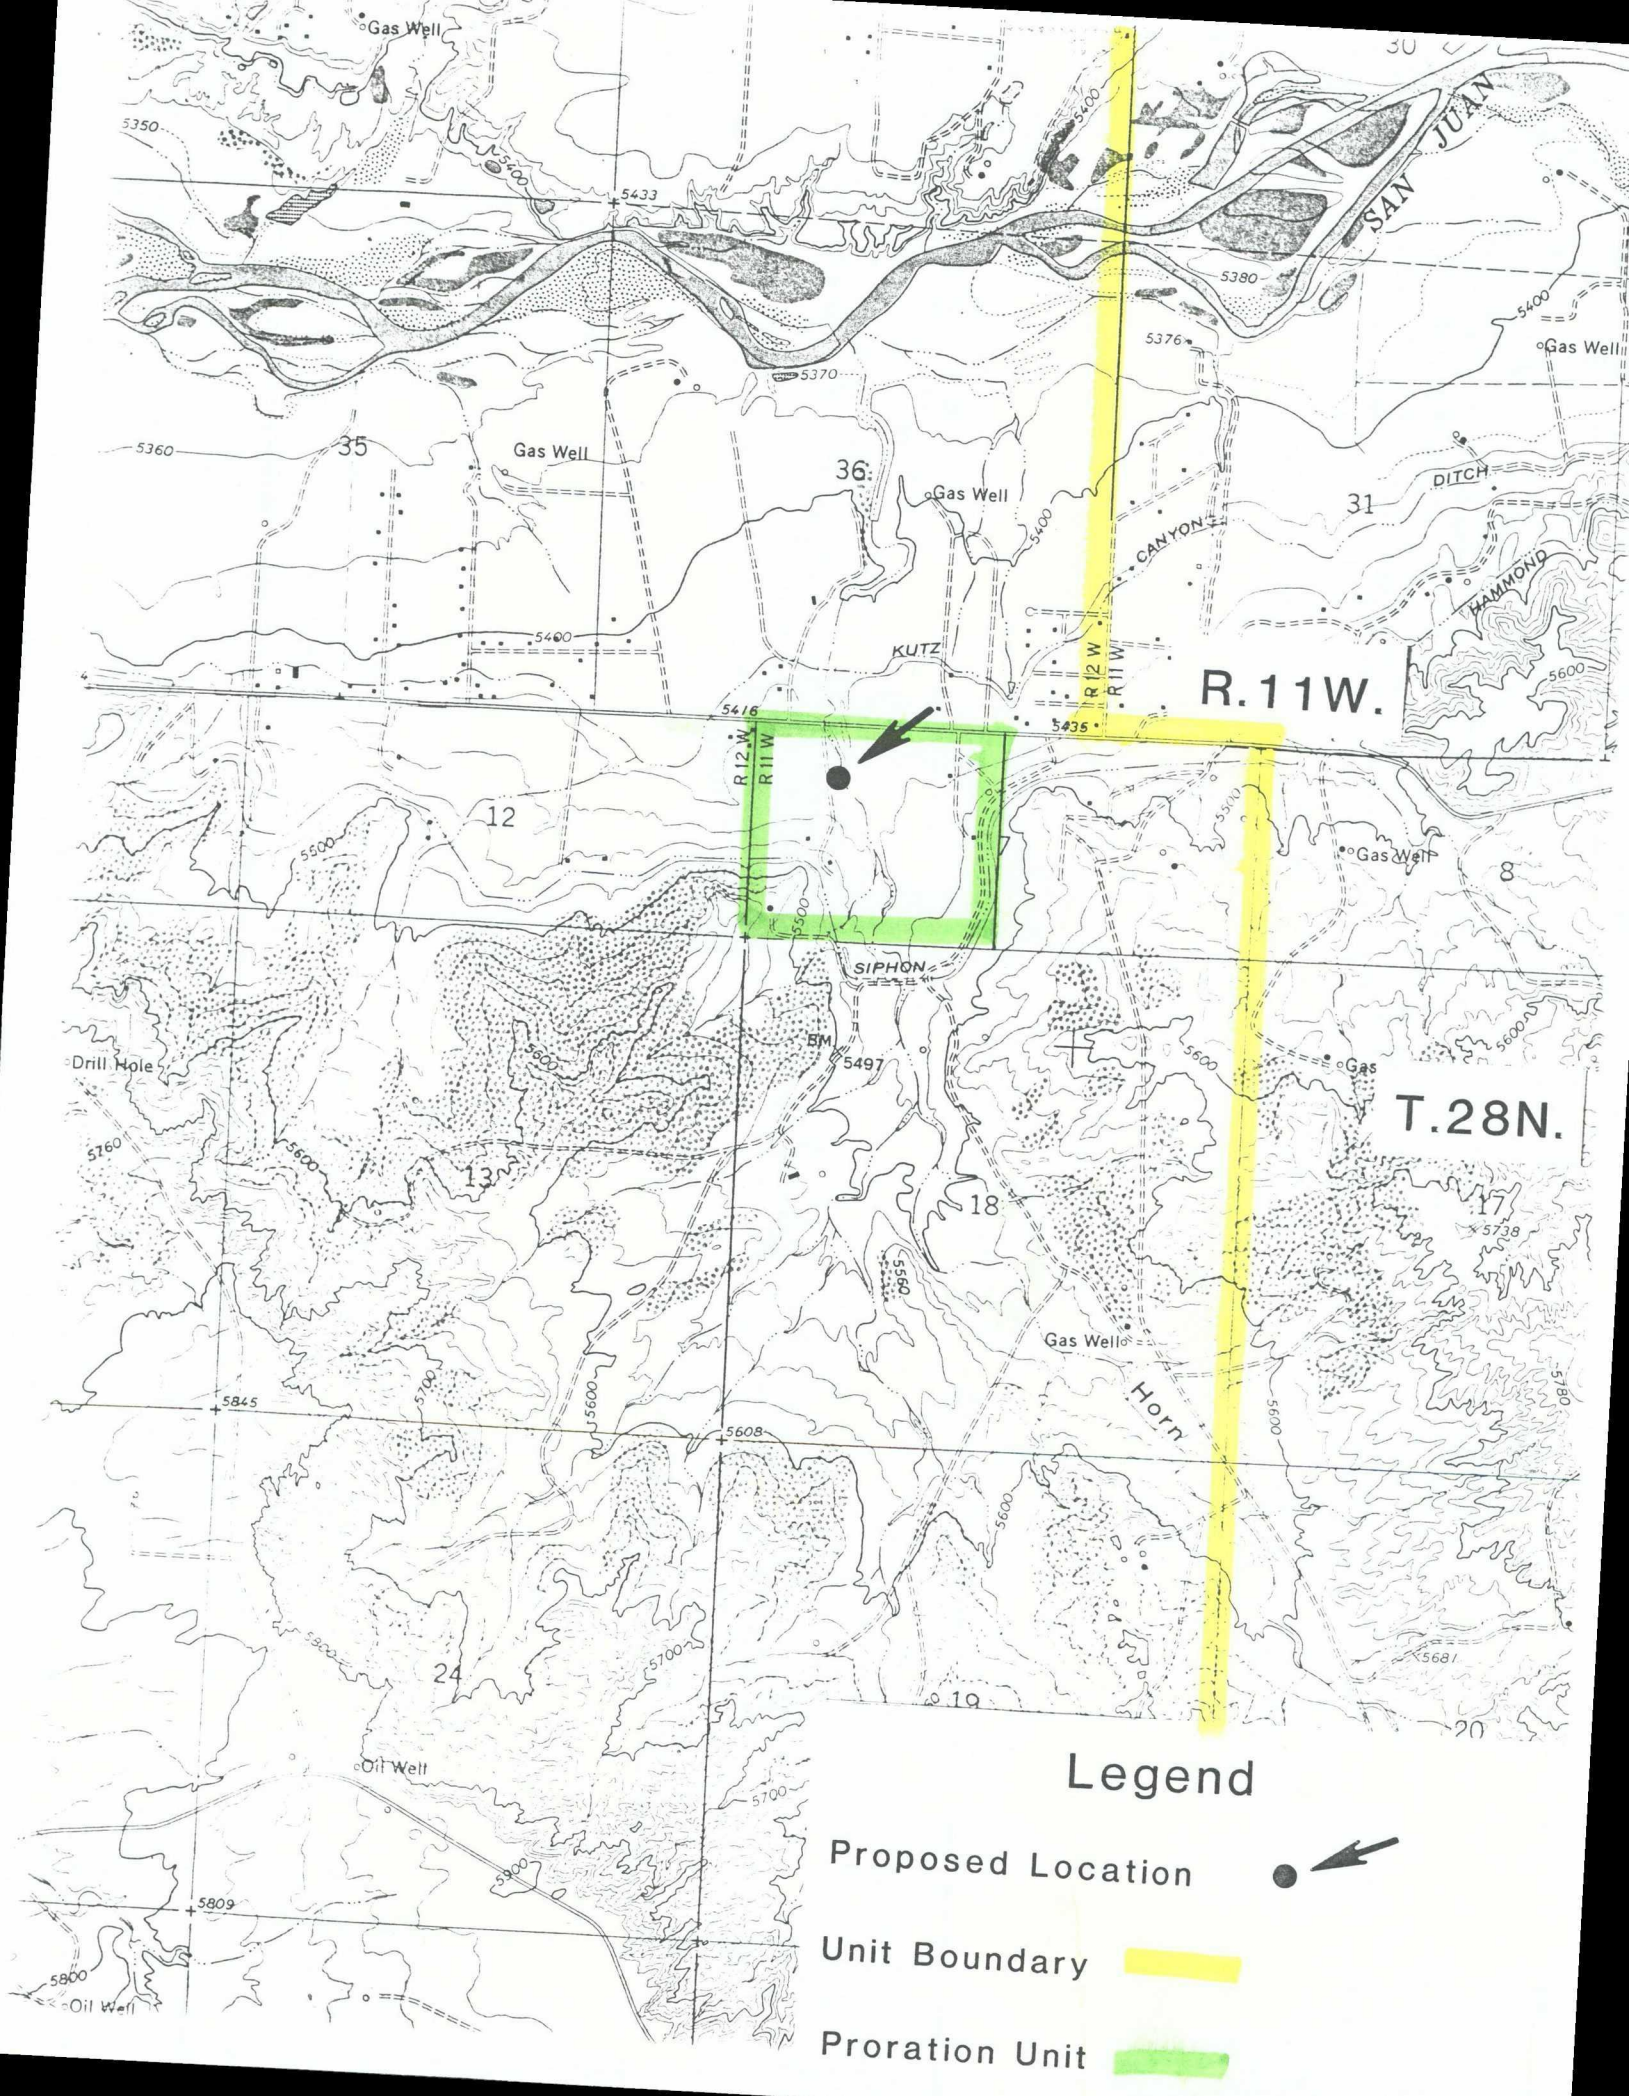 Gas Well
30
5350
5400
5400
5433
SAN JUAN
5380
5400
5376
Gas Well
5370
5360
35
Gas Well
36
Gas Well
DITCH
31
5400
CANYON
HAMMOND
5400
KUTZ
R 12 W
R 11 W
R.11W.
5600
5416
5435
R 12 W
R 11 W
12
5500
5500
Gas Well
8
5500
SIPHON
BM
5497
5600
5600
5600
Drill Hole
Gas
T.28N.
5760
5600
13
18
17
5738
5560
Gas Well
5700
5600
5845
Horn
5600
5780
5608
5600
5800
24
5700
5681
19
20
Oil Well
5700
5900
5809
5800
Oil Well
Legend
Proposed Location
Unit Boundary
Proration Unit